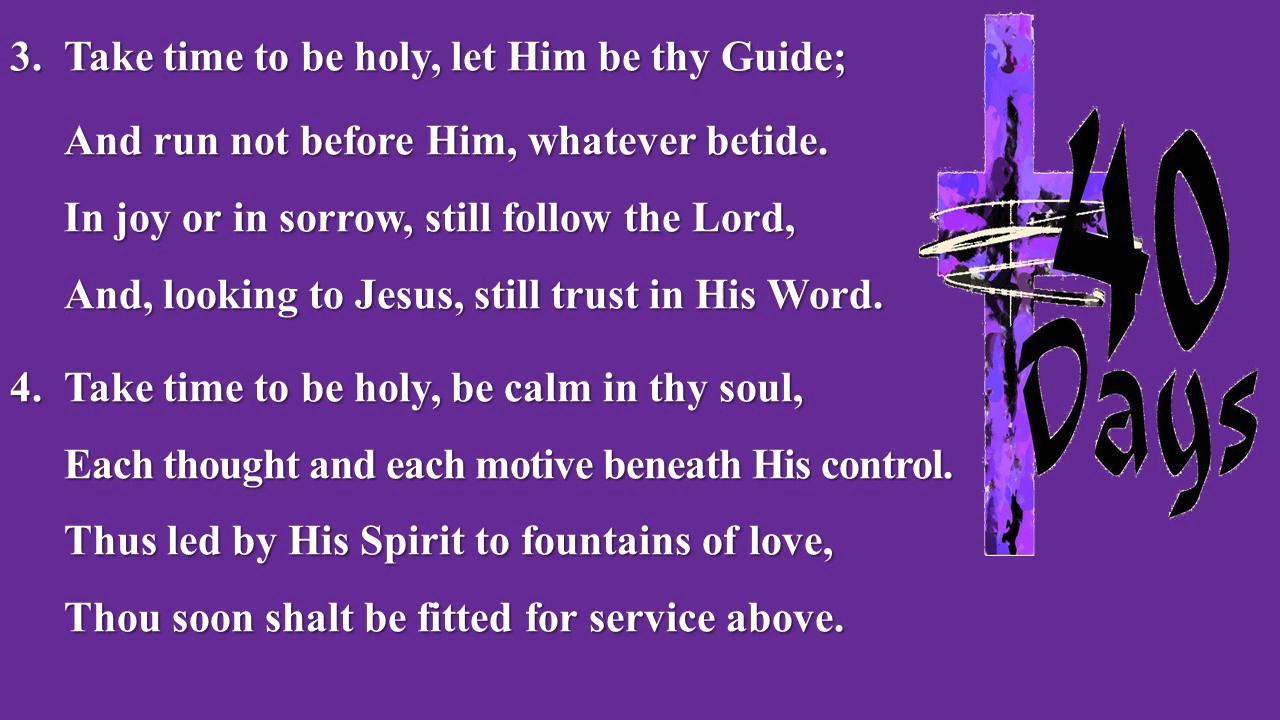 3. Take time to be holy, let Him be thy Guide;
And run not before Him, whatever betide.
In joy or in sorrow, still follow the Lord,
And, looking to Jesus, still trust in His Word.
4. Take time to be holy, be calm in thy soul,
Each thought and each motive beneath His control.
Thus led by His Spirit to fountains of love,
Thou soon shalt be fitted for service above.
40
Days